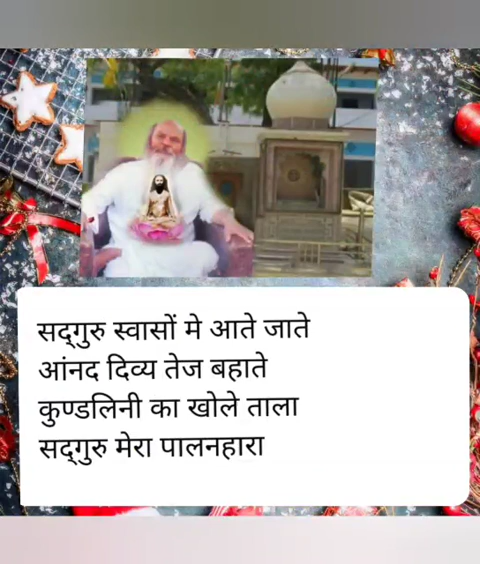 सद्गुरु स्वासों मे आते जाते
आंनद दिव्य तेज बहाते
कुण्डलिनी का खोले ताला
सद्गुरु मेरा पालनहारा